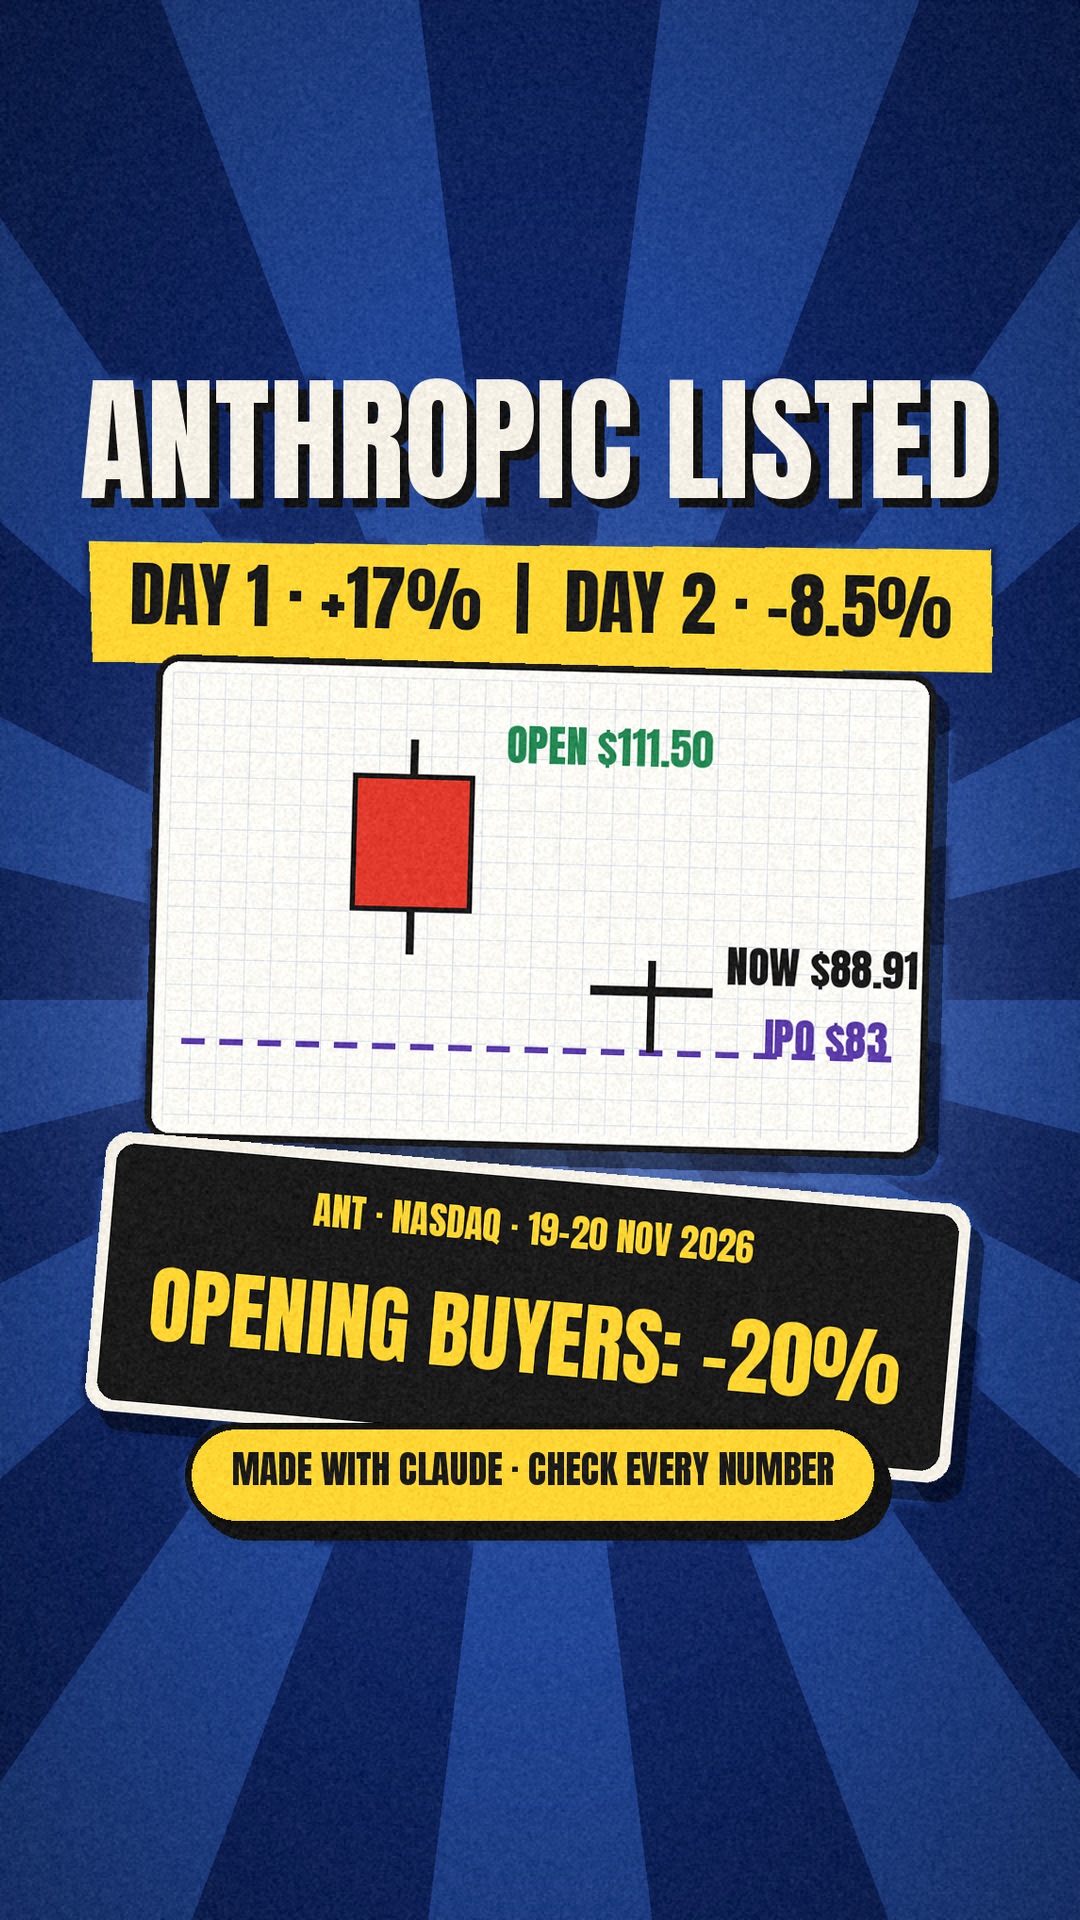 ANTHROPIC LISTED
DAY 1 · +17% | DAY 2 · -8.5%
OPEN $111.50
NOW $88.91
IPO $83
ANT · NASDAQ · 19-20 NOV 2026
OPENING BUYERS: -20%
MADE WITH CLAUDE · CHECK EVERY NUMBER